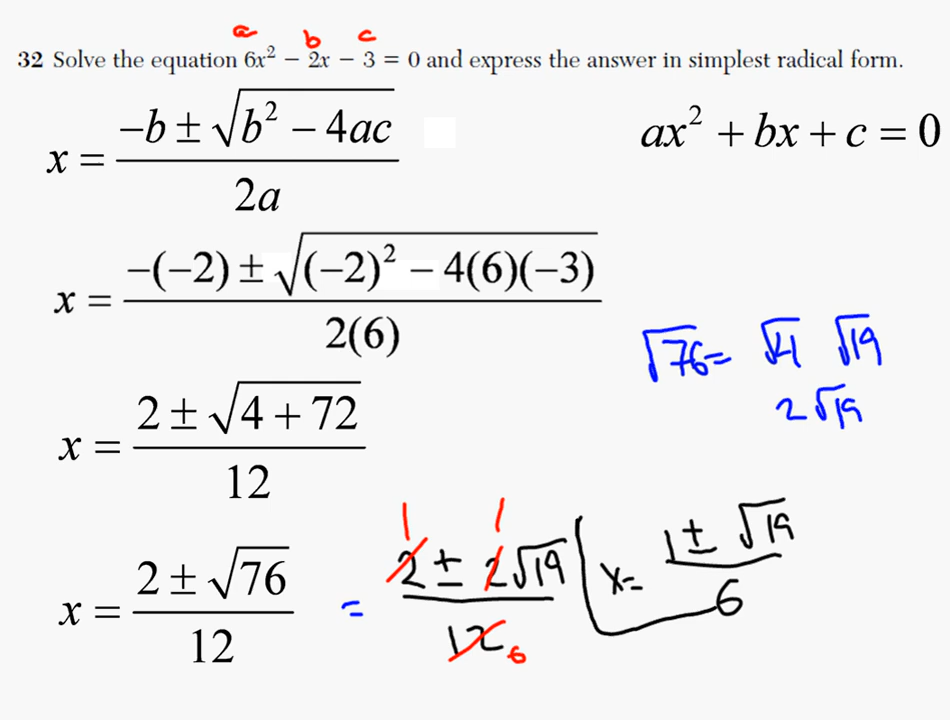 a b c
32 Solve the equation 6x² − 2x − 3 = 0 and express the answer in simplest radical form.
x = (−b ± √(b² − 4ac)) / 2a
ax² + bx + c = 0
x = (−(−2) ± √((−2)² − 4(6)(−3))) / 2(6)
√76 = √4 √19
2√19
x = (2 ± √(4 + 72)) / 12
1 1
x = (2 ± √76) / 12 = (2 ± 2√19) / 12 6
x = (1 ± √19) / 6